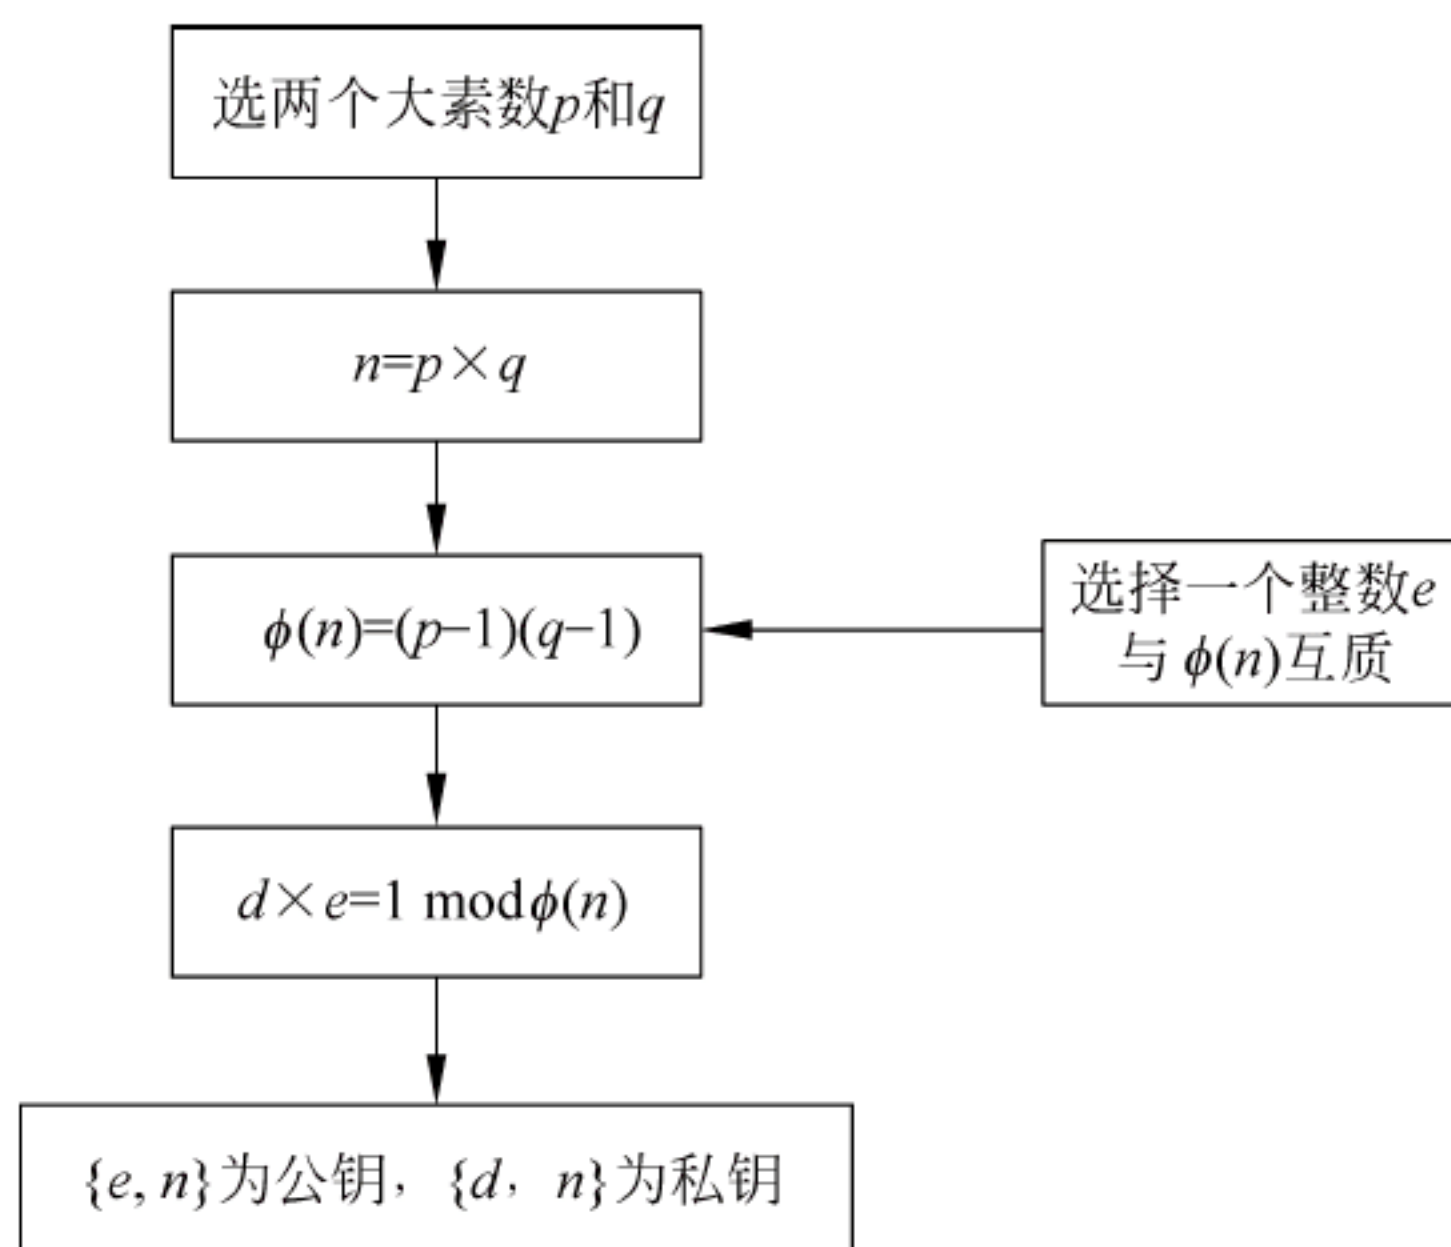 选两个大素数p和q
n=p×q
ϕ(n)=(p−1)(q−1)
选择一个整数e
与 ϕ(n)互质
d×e=1 modϕ(n)
{e, n}为公钥，{d，n}为私钥